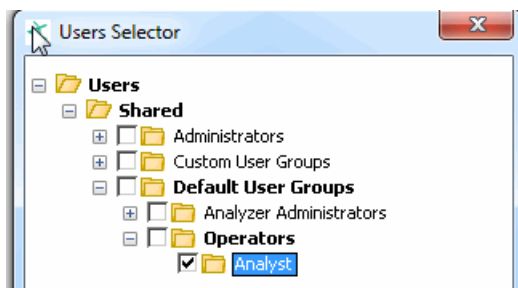 Users Selector
Users
Shared
Administrators
Custom User Groups
Default User Groups
Analyzer Administrators
Operators
Analyst